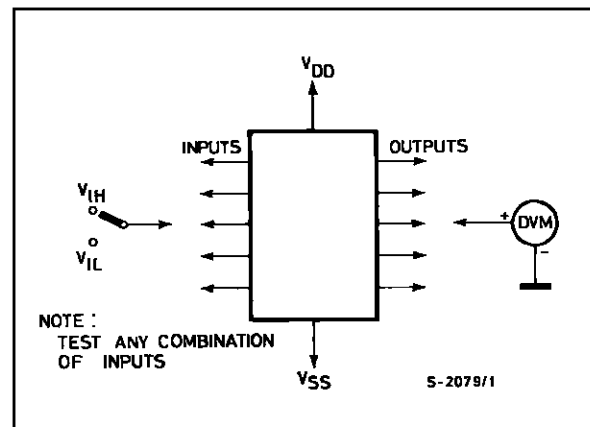 VDD
INPUTS
OUTPUTS
VIH
VIL
+
DVM
-
NOTE :
TEST ANY COMBINATION
OF INPUTS
VSS
S-2079/1